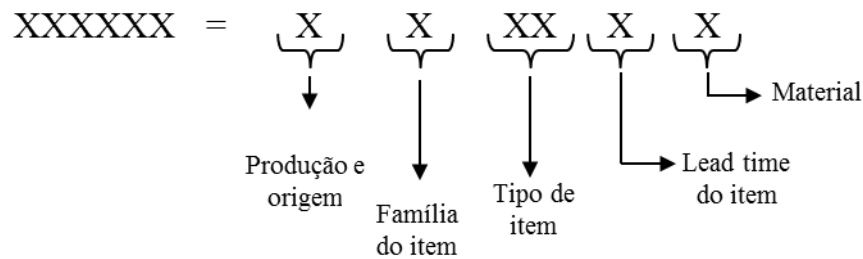 XXXXXX = X X XX X X
Material
Produção e
origem
Família
do item
Tipo de
item
Lead time
do item